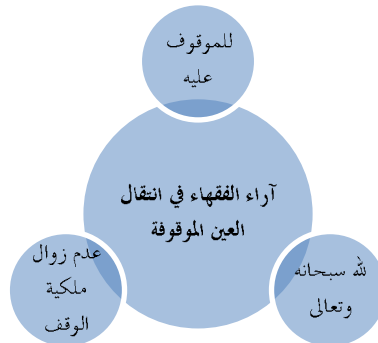 للموقوف
عليه
آراء الفقهاء في انتقال
العين الموقوفة
لله سبحانه
وتعالى
عدم زوال
ملكية
الوقف